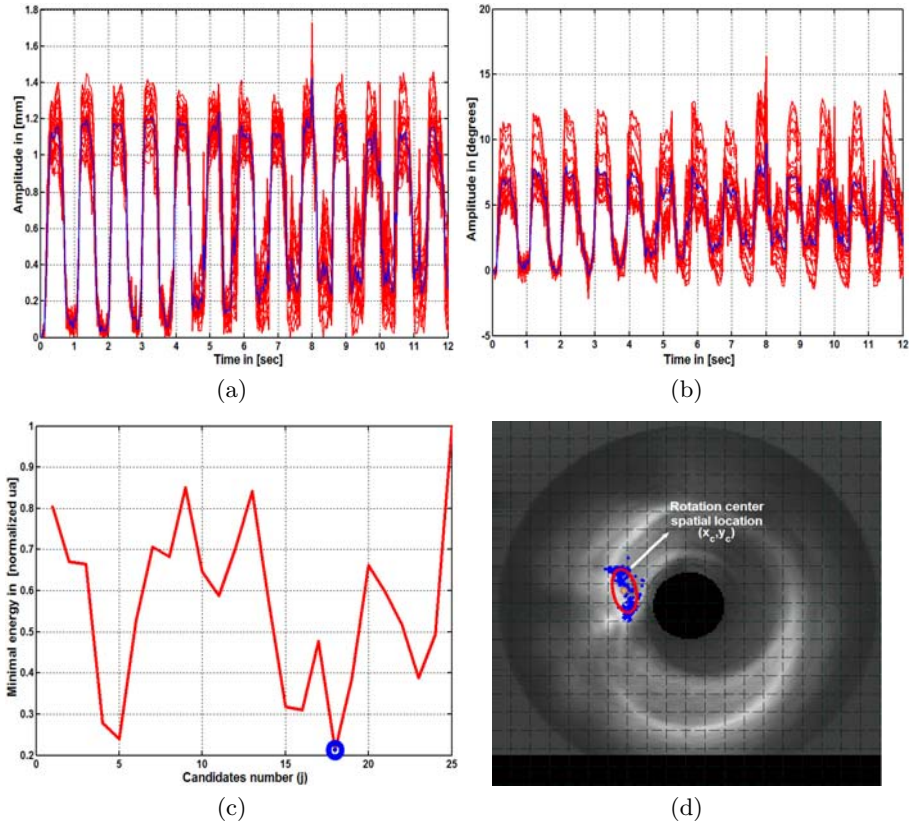 1.8
1.6
1.4
1.2
1
0.8
0.6
0.4
0.2
0
Amplitude in [mm]
0 1 2 3 4 5 6 7 8 9 10 11 12
Time in [sec]
(a)
20
15
10
5
0
-5
Amplitude in [degrees]
0 1 2 3 4 5 6 7 8 9 10 11 12
Time in [sec]
(b)
1
0.9
0.8
0.7
0.6
0.5
0.4
0.3
0.2
Minimal energy in [normalized ua]
0 5 10 15 20 25
Candidates number (j)
(c)
Rotation center
spatial location
(x_c,y_c)
(d)